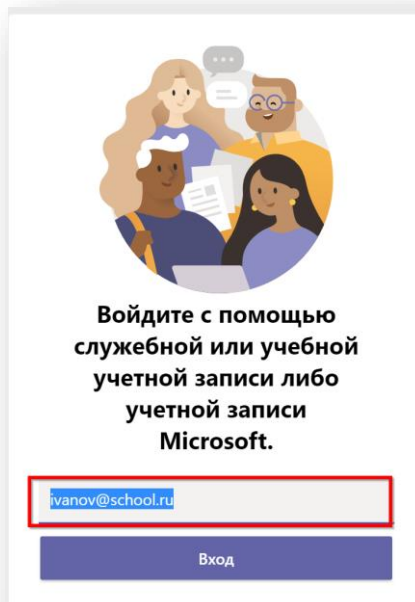 Войдите с помощью
служебной или учебной
учетной записи либо
учетной записи
Microsoft.
ivanov@school.ru
Вход